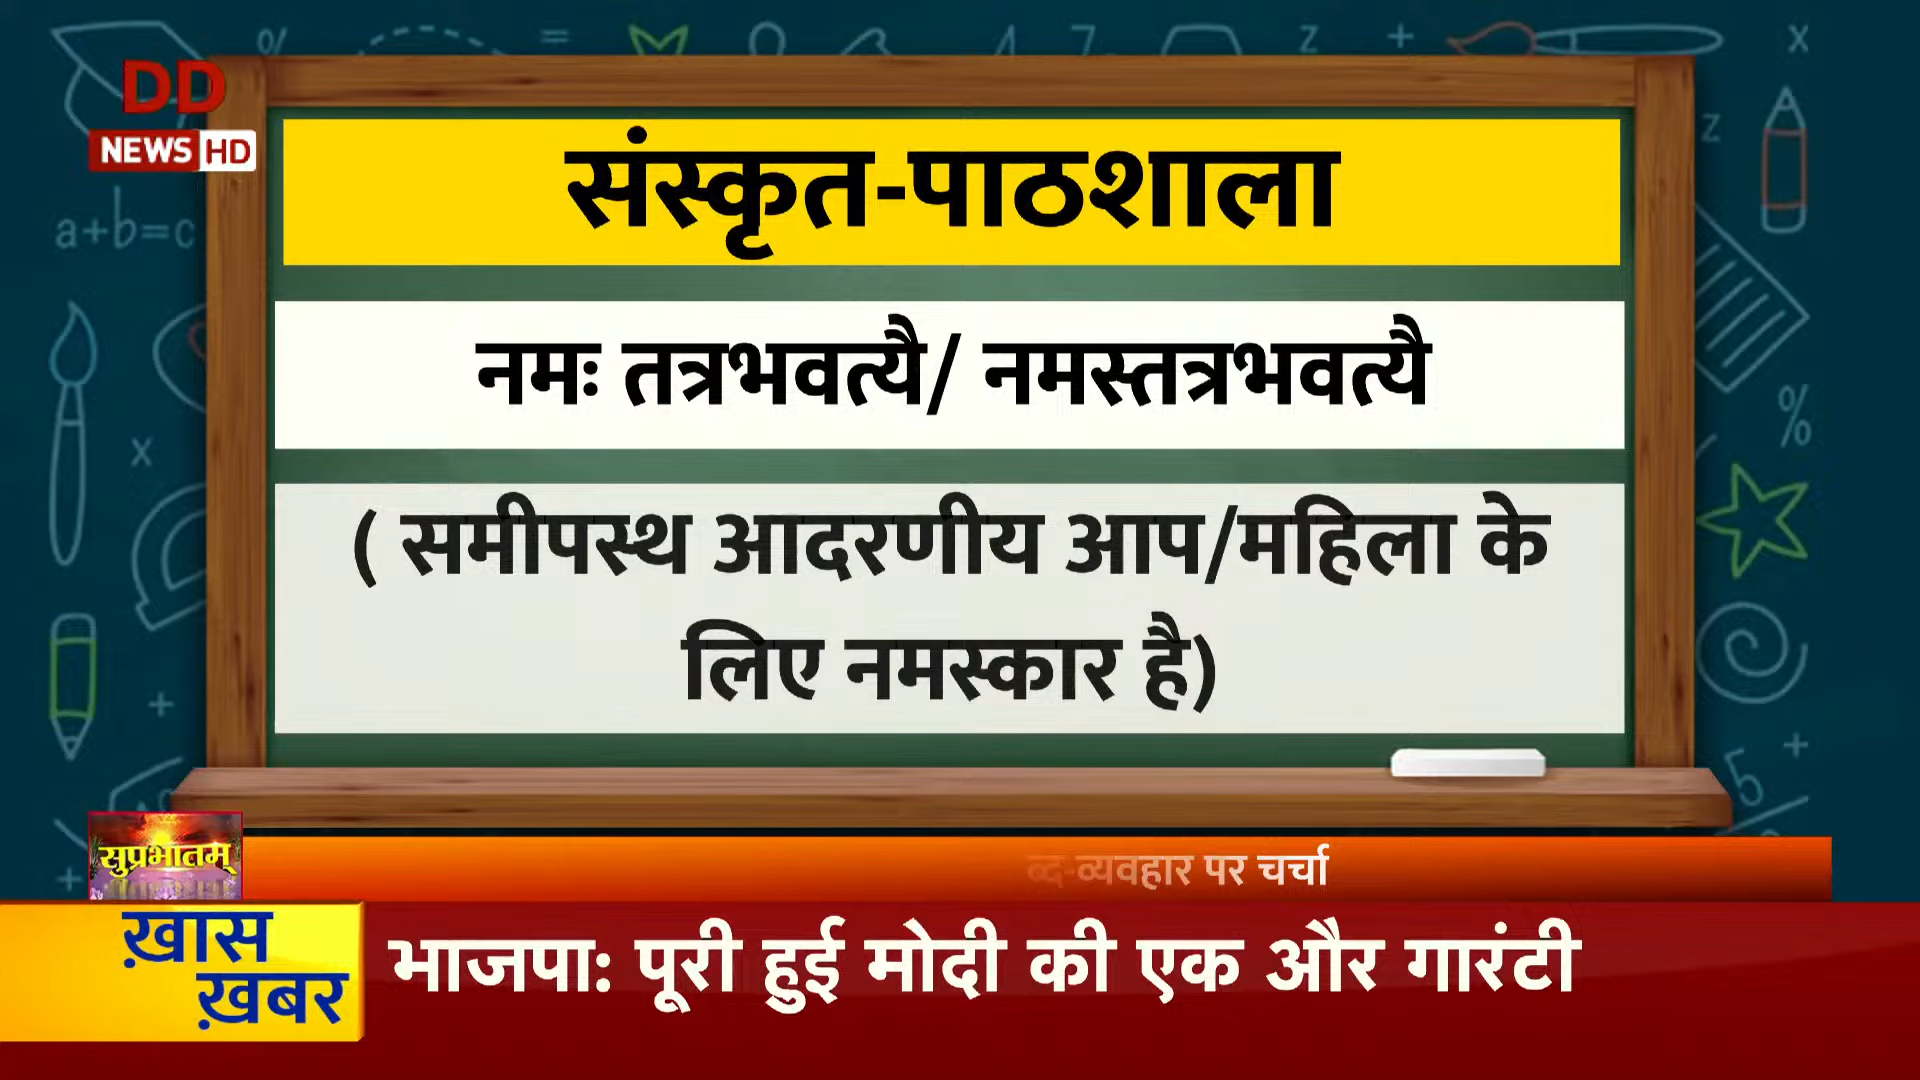 DD
NEWS HD
संस्कृत-पाठशाला
नमः तत्रभवत्यै/ नमस्तत्रभवत्यै
( समीपस्थ आदरणीय आप/महिला के
लिए नमस्कार है)
a+b=c
सुप्रभातम्
-व्यवहार पर चर्चा
ख़ास
ख़बर
भाजपा: पूरी हुई मोदी की एक और गारंटी